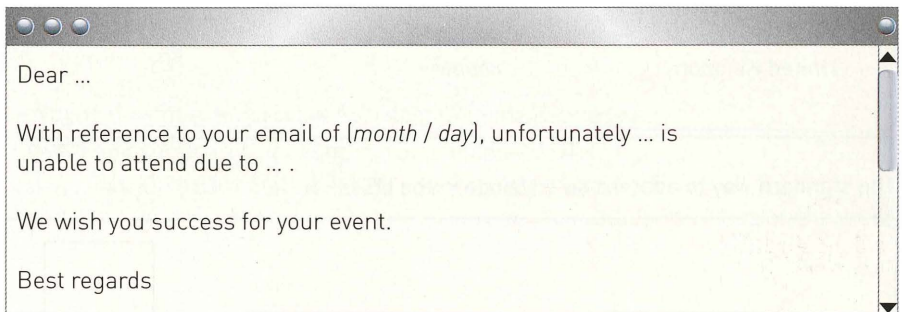 Dear ...
With reference to your email of (month / day), unfortunately ... is
unable to attend due to ... .
We wish you success for your event.
Best regards